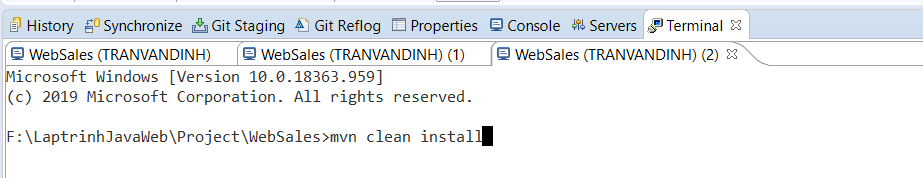 History Synchronize Git Staging Git Reflog Properties Console Servers Terminal
WebSales (TRANVANDINH) WebSales (TRANVANDINH) (1) WebSales (TRANVANDINH) (2)
Microsoft Windows [Version 10.0.18363.959]
(c) 2019 Microsoft Corporation. All rights reserved.
F:\LaptrinhJavaWeb\Project\WebSales>mvn clean install